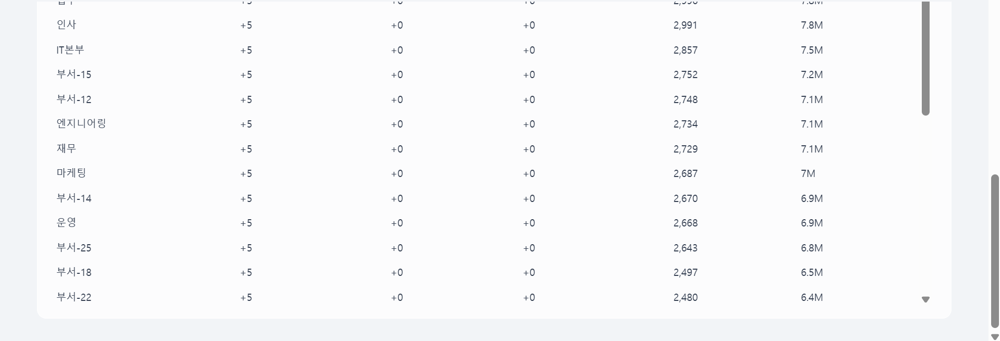 인사 +5 +0 +0 2,991 7.8M
IT본부 +5 +0 +0 2,857 7.5M
부서-15 +5 +0 +0 2,752 7.2M
부서-12 +5 +0 +0 2,748 7.1M
엔지니어링 +5 +0 +0 2,734 7.1M
재무 +5 +0 +0 2,729 7.1M
마케팅 +5 +0 +0 2,687 7M
부서-14 +5 +0 +0 2,670 6.9M
운영 +5 +0 +0 2,668 6.9M
부서-25 +5 +0 +0 2,643 6.8M
부서-18 +5 +0 +0 2,497 6.5M
부서-22 +5 +0 +0 2,480 6.4M